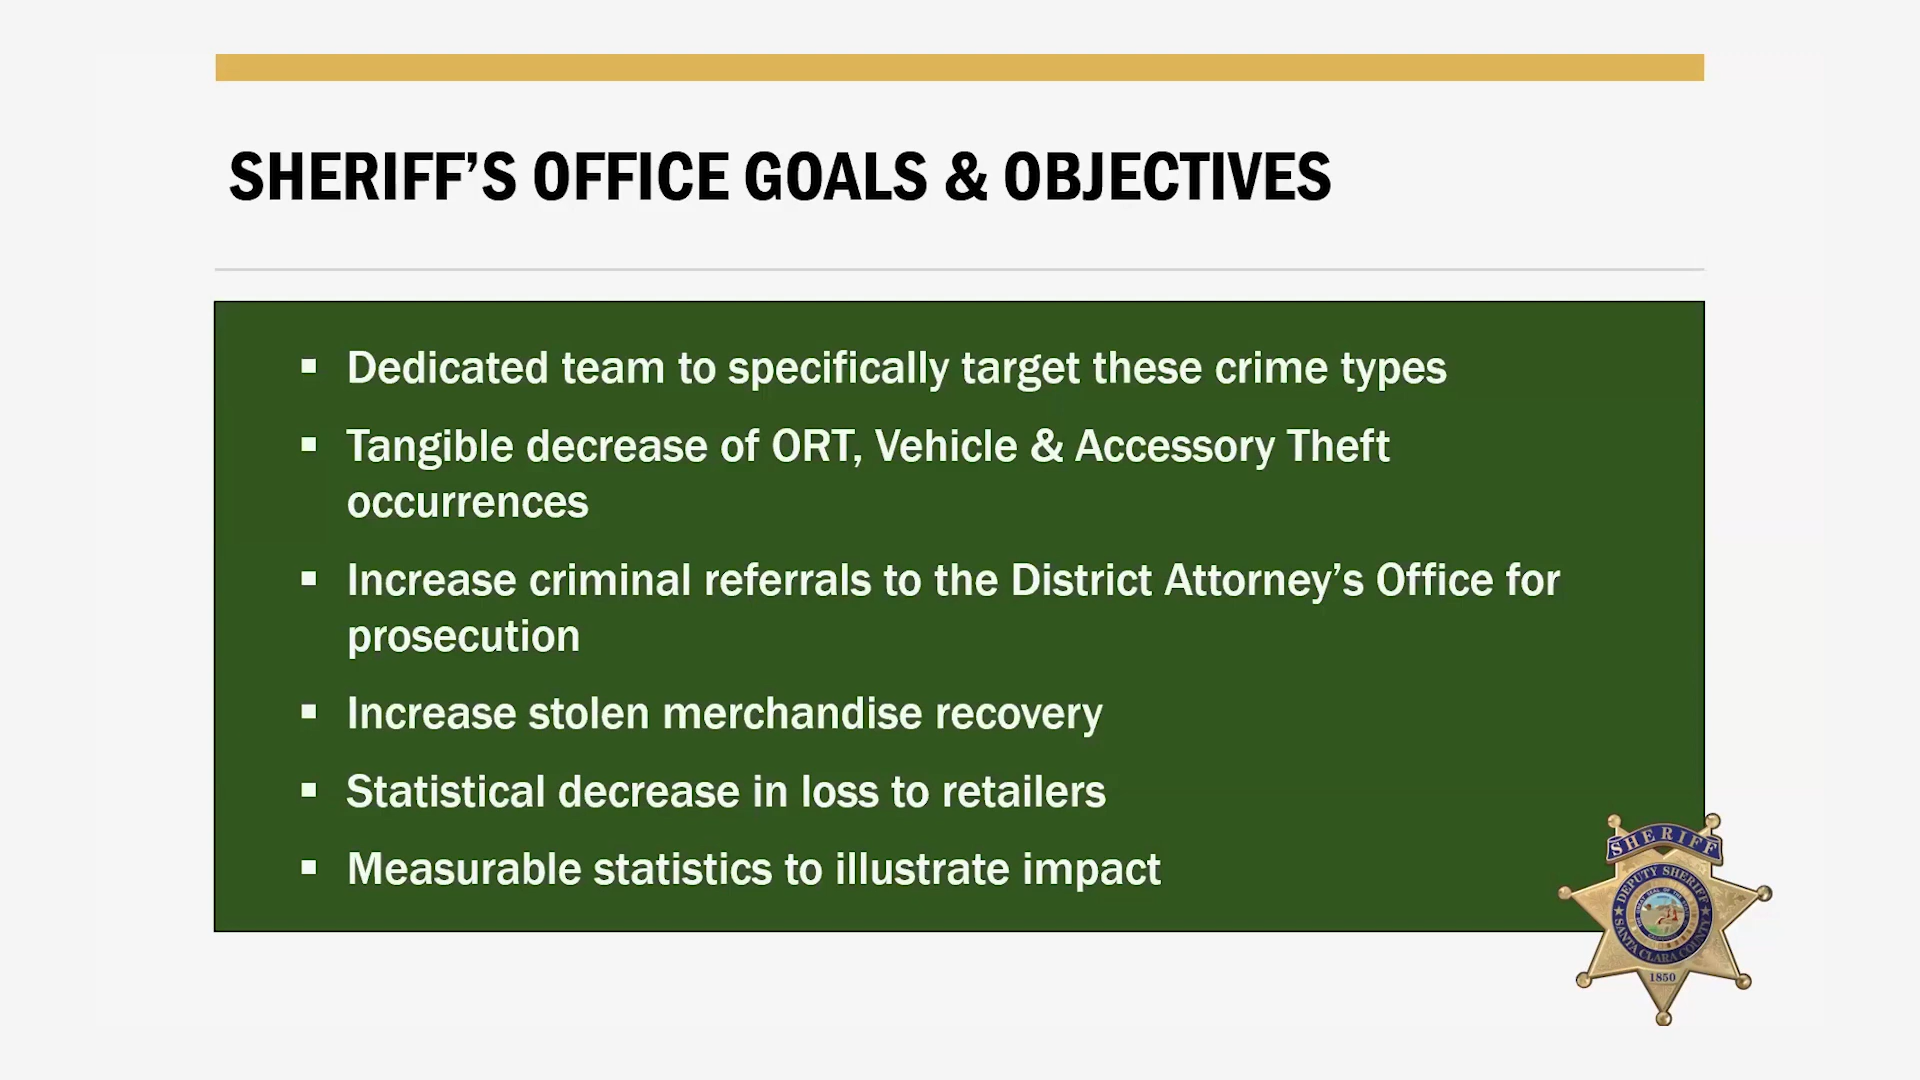 SHERIFF’S OFFICE GOALS & OBJECTIVES
▪ Dedicated team to specifically target these crime types
▪ Tangible decrease of ORT, Vehicle & Accessory Theft
occurrences
▪ Increase criminal referrals to the District Attorney’s Office for
prosecution
▪ Increase stolen merchandise recovery
▪ Statistical decrease in loss to retailers
▪ Measurable statistics to illustrate impact
SHERIFF
DEPUTY SHERIFF
SANTA CLARA COUNTY
1850